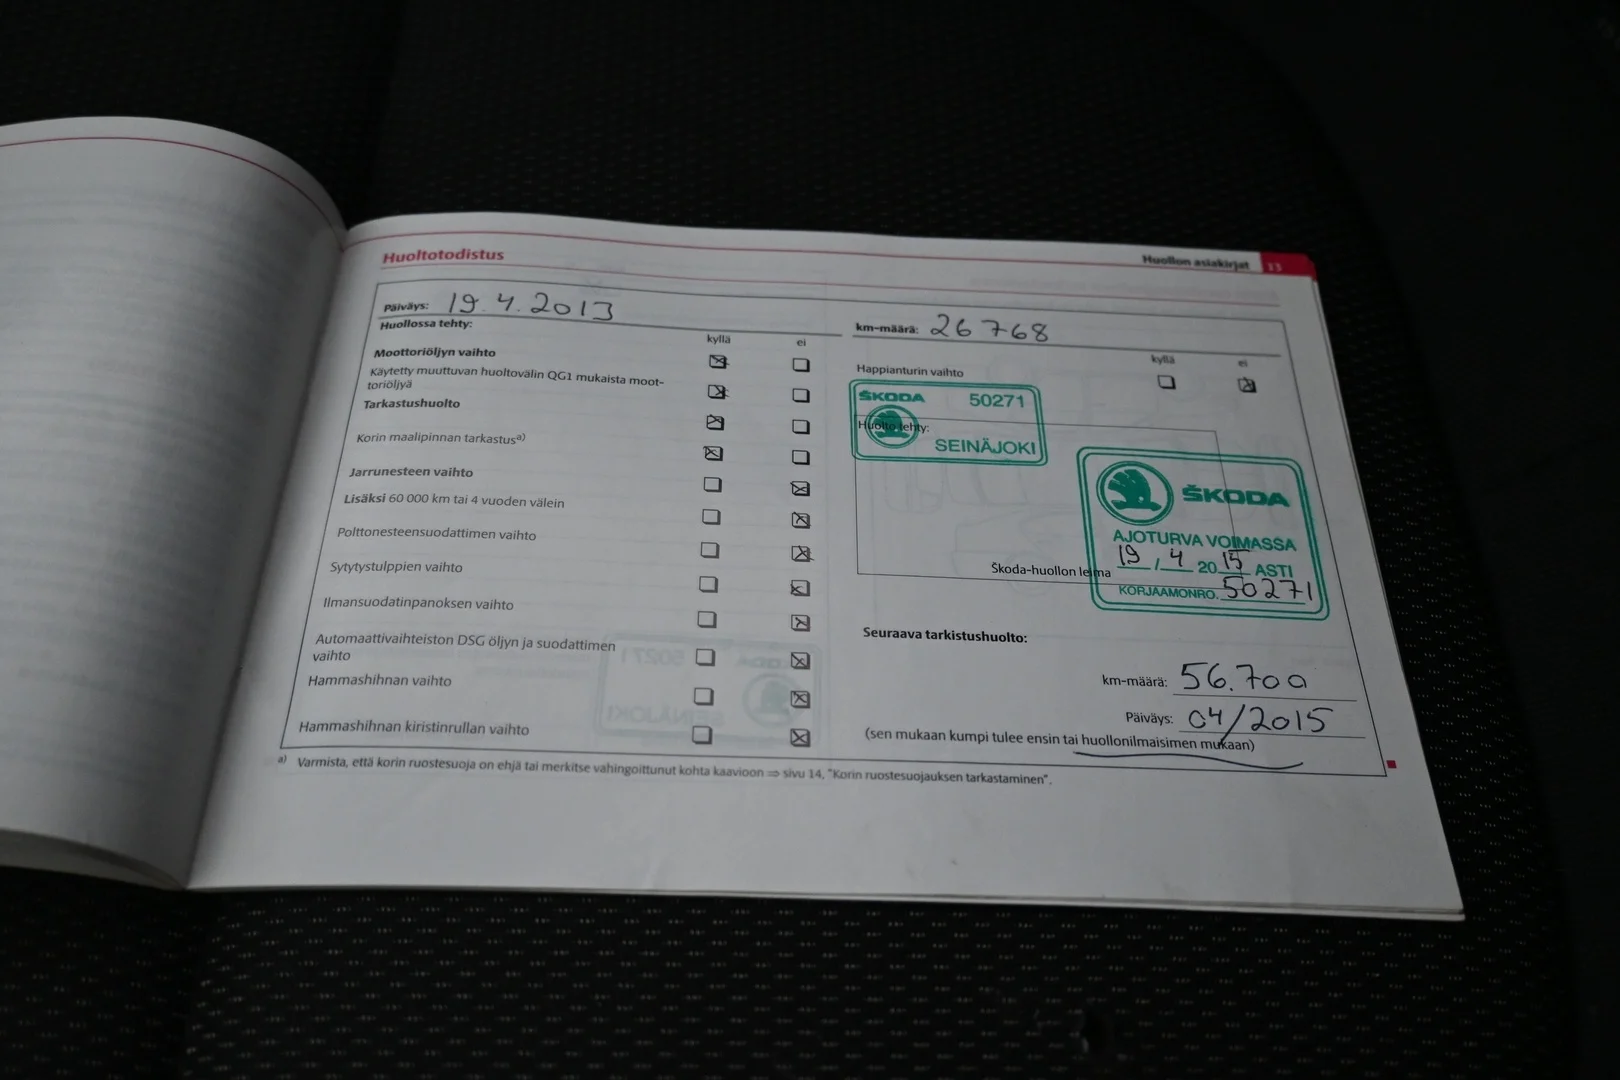 Huoltotodistus
Huollon asiakirjat 13
Päiväys: 19.4.2013
km-määrä: 26768
Huollossa tehty:
kyllä ei
Moottoriöljyn vaihto
Käytetty muuttuvan huoltovälin QG1 mukaista moot-
toriöljyä
Tarkastushuolto
Korin maalipinnan tarkastusa)
Jarrunesteen vaihto
Lisäksi 60 000 km tai 4 vuoden välein
Polttonesteensuodattimen vaihto
Sytytystulppien vaihto
Ilmansuodatinpanoksen vaihto
Automaattivaihteiston DSG öljyn ja suodattimen
vaihto
Hammashihnan vaihto
Hammashihnan kiristinrullan vaihto
kyllä ei
Happianturin vaihto
ŠKODA 50271
Huolto tehty:
SEINÄJOKI
ŠKODA
AJOTURVA VOIMASSA
19 / 4 2015 ASTI
Škoda-huollon leima
KORJAAMONRO. 50271
Seuraava tarkistushuolto:
km-määrä: 56.700
Päiväys: 04/2015
(sen mukaan kumpi tulee ensin tai huollonilmaisimen mukaan)
a) Varmista, että korin ruostesuoja on ehjä tai merkitse vahingoittunut kohta kaavioon ⇒ sivu 14, "Korin ruostesuojauksen tarkastaminen".